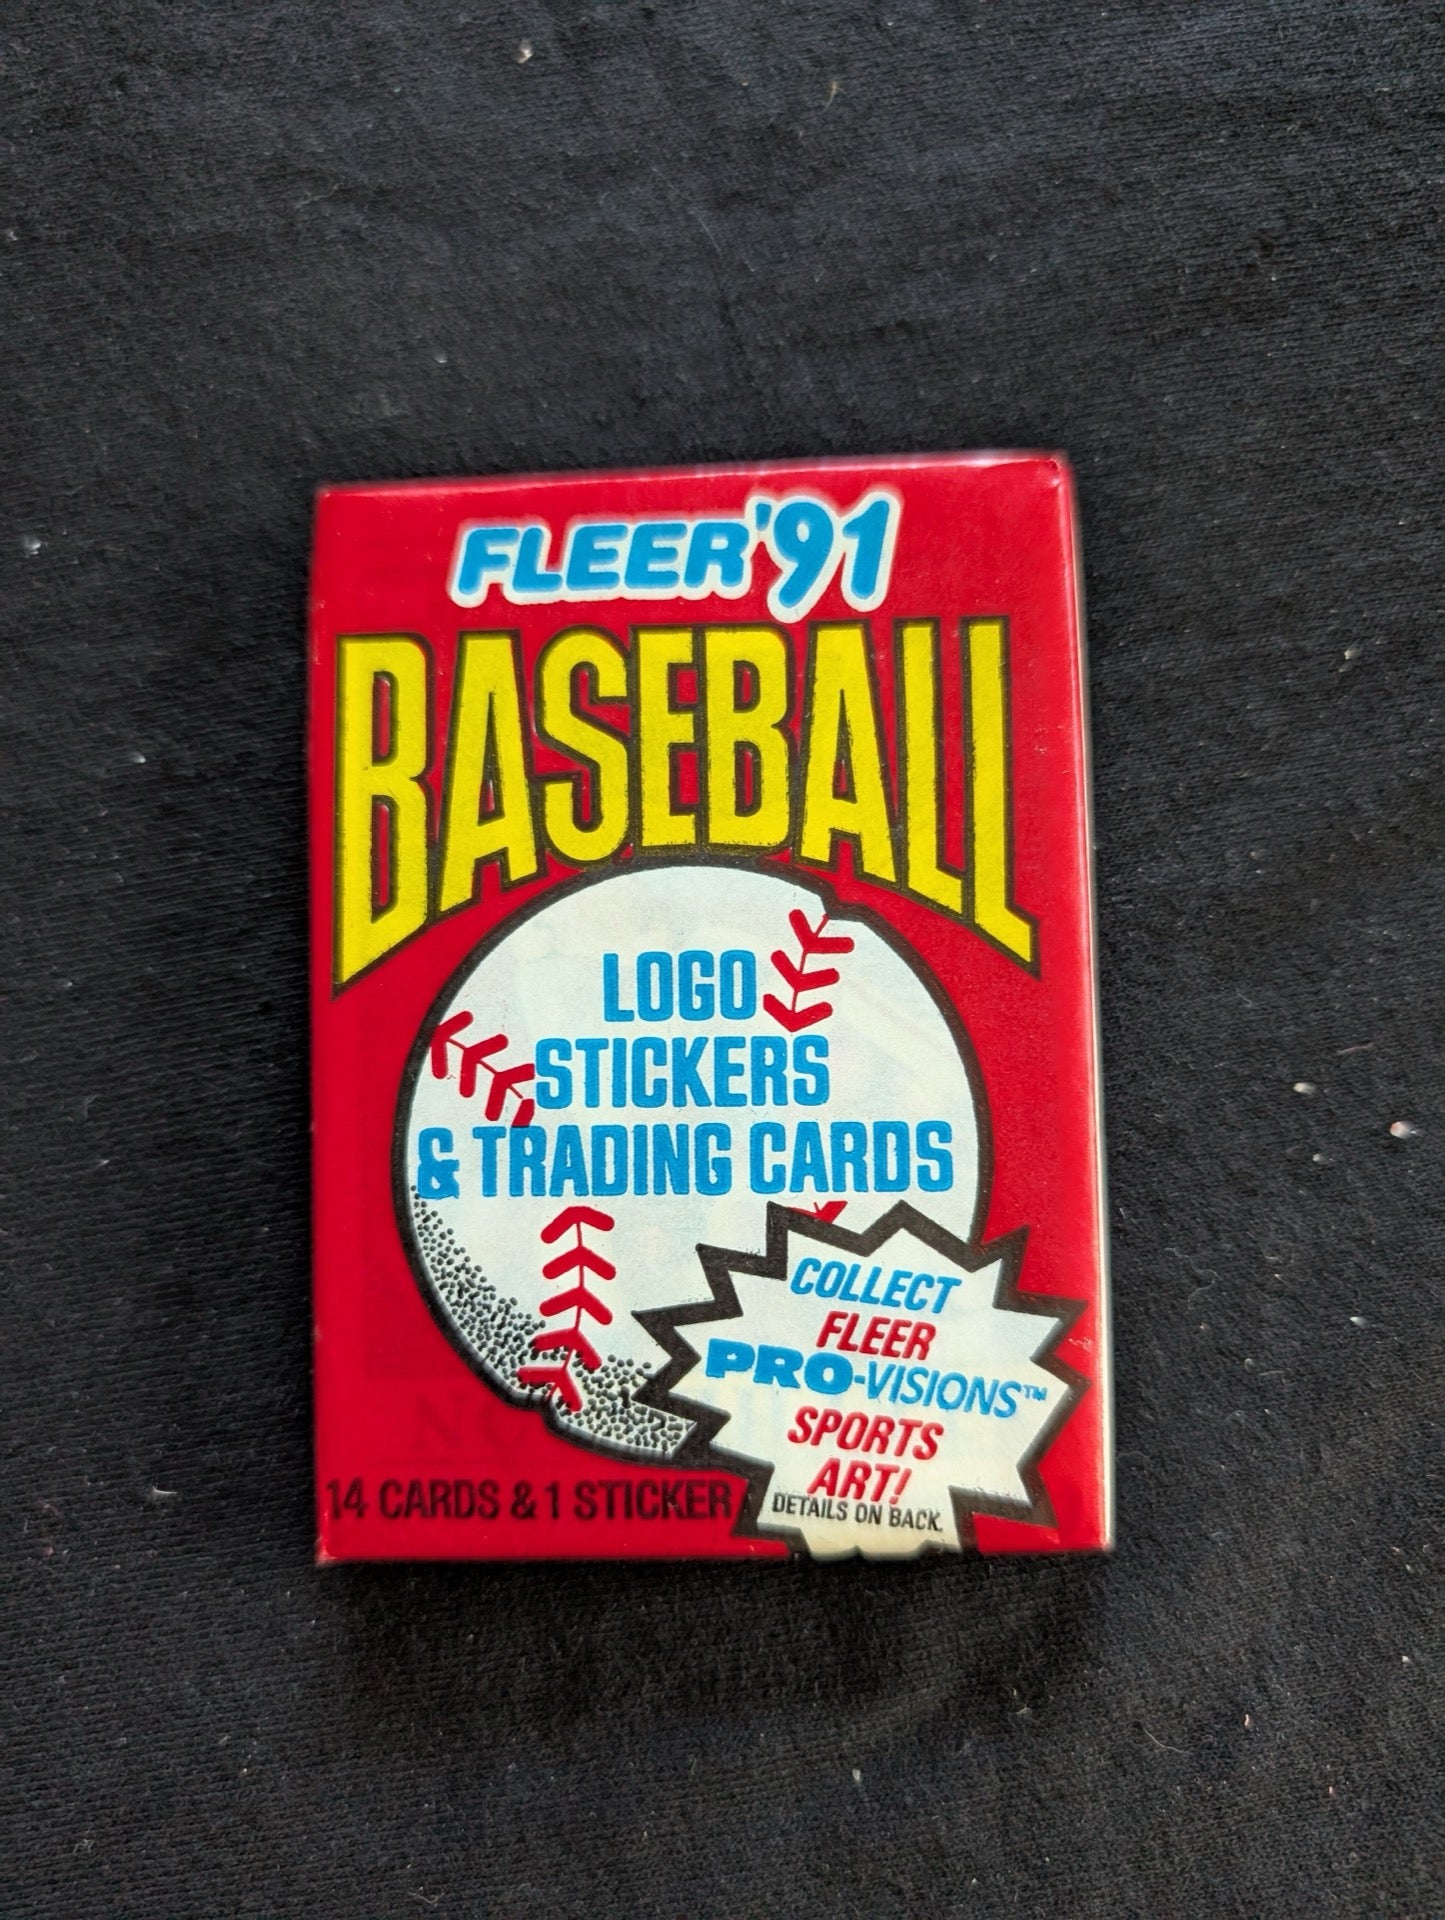 FLEER '91
BASEBALL
LOGO
STICKERS
& TRADING CARDS
COLLECT
FLEER
PRO-VISIONS™
SPORTS
ART!
DETAILS ON BACK.
14 CARDS & 1 STICKER